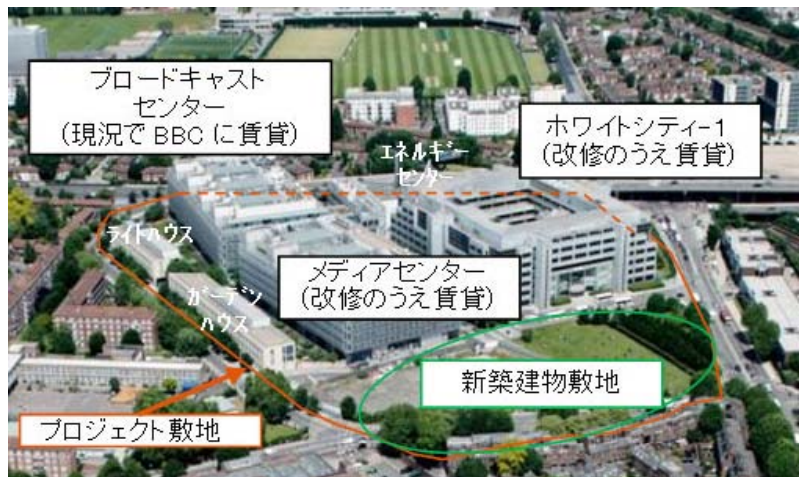 ブロードキャスト
センター
(現況で BBC に賃貸)
エネルギー
センター
ホワイトシティ-1
(改修のうえ賃貸)
ライトハウス
メディアセンター
(改修のうえ賃貸)
ガーデン
ハウス
新築建物敷地
プロジェクト敷地